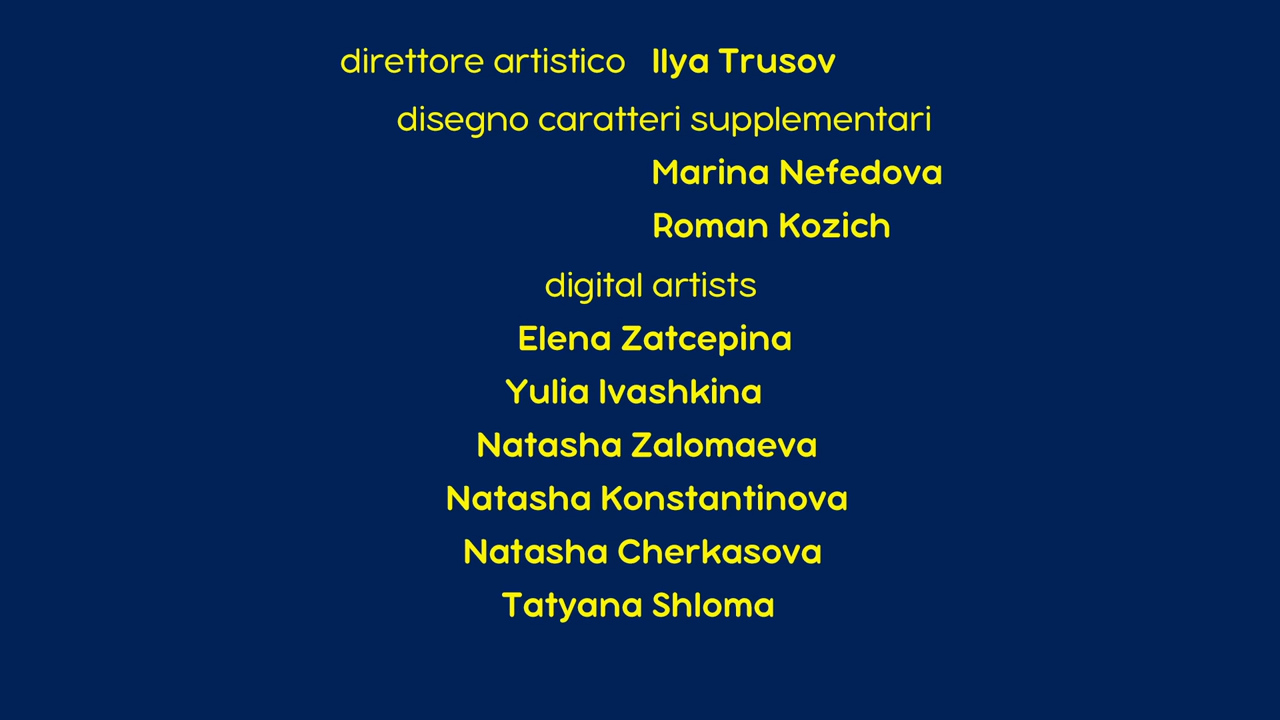 direttore artistico Ilya Trusov
disegno caratteri supplementari
Marina Nefedova
Roman Kozich
digital artists
Elena Zatcepina
Yulia Ivashkina
Natasha Zalomaeva
Natasha Konstantinova
Natasha Cherkasova
Tatyana Shloma